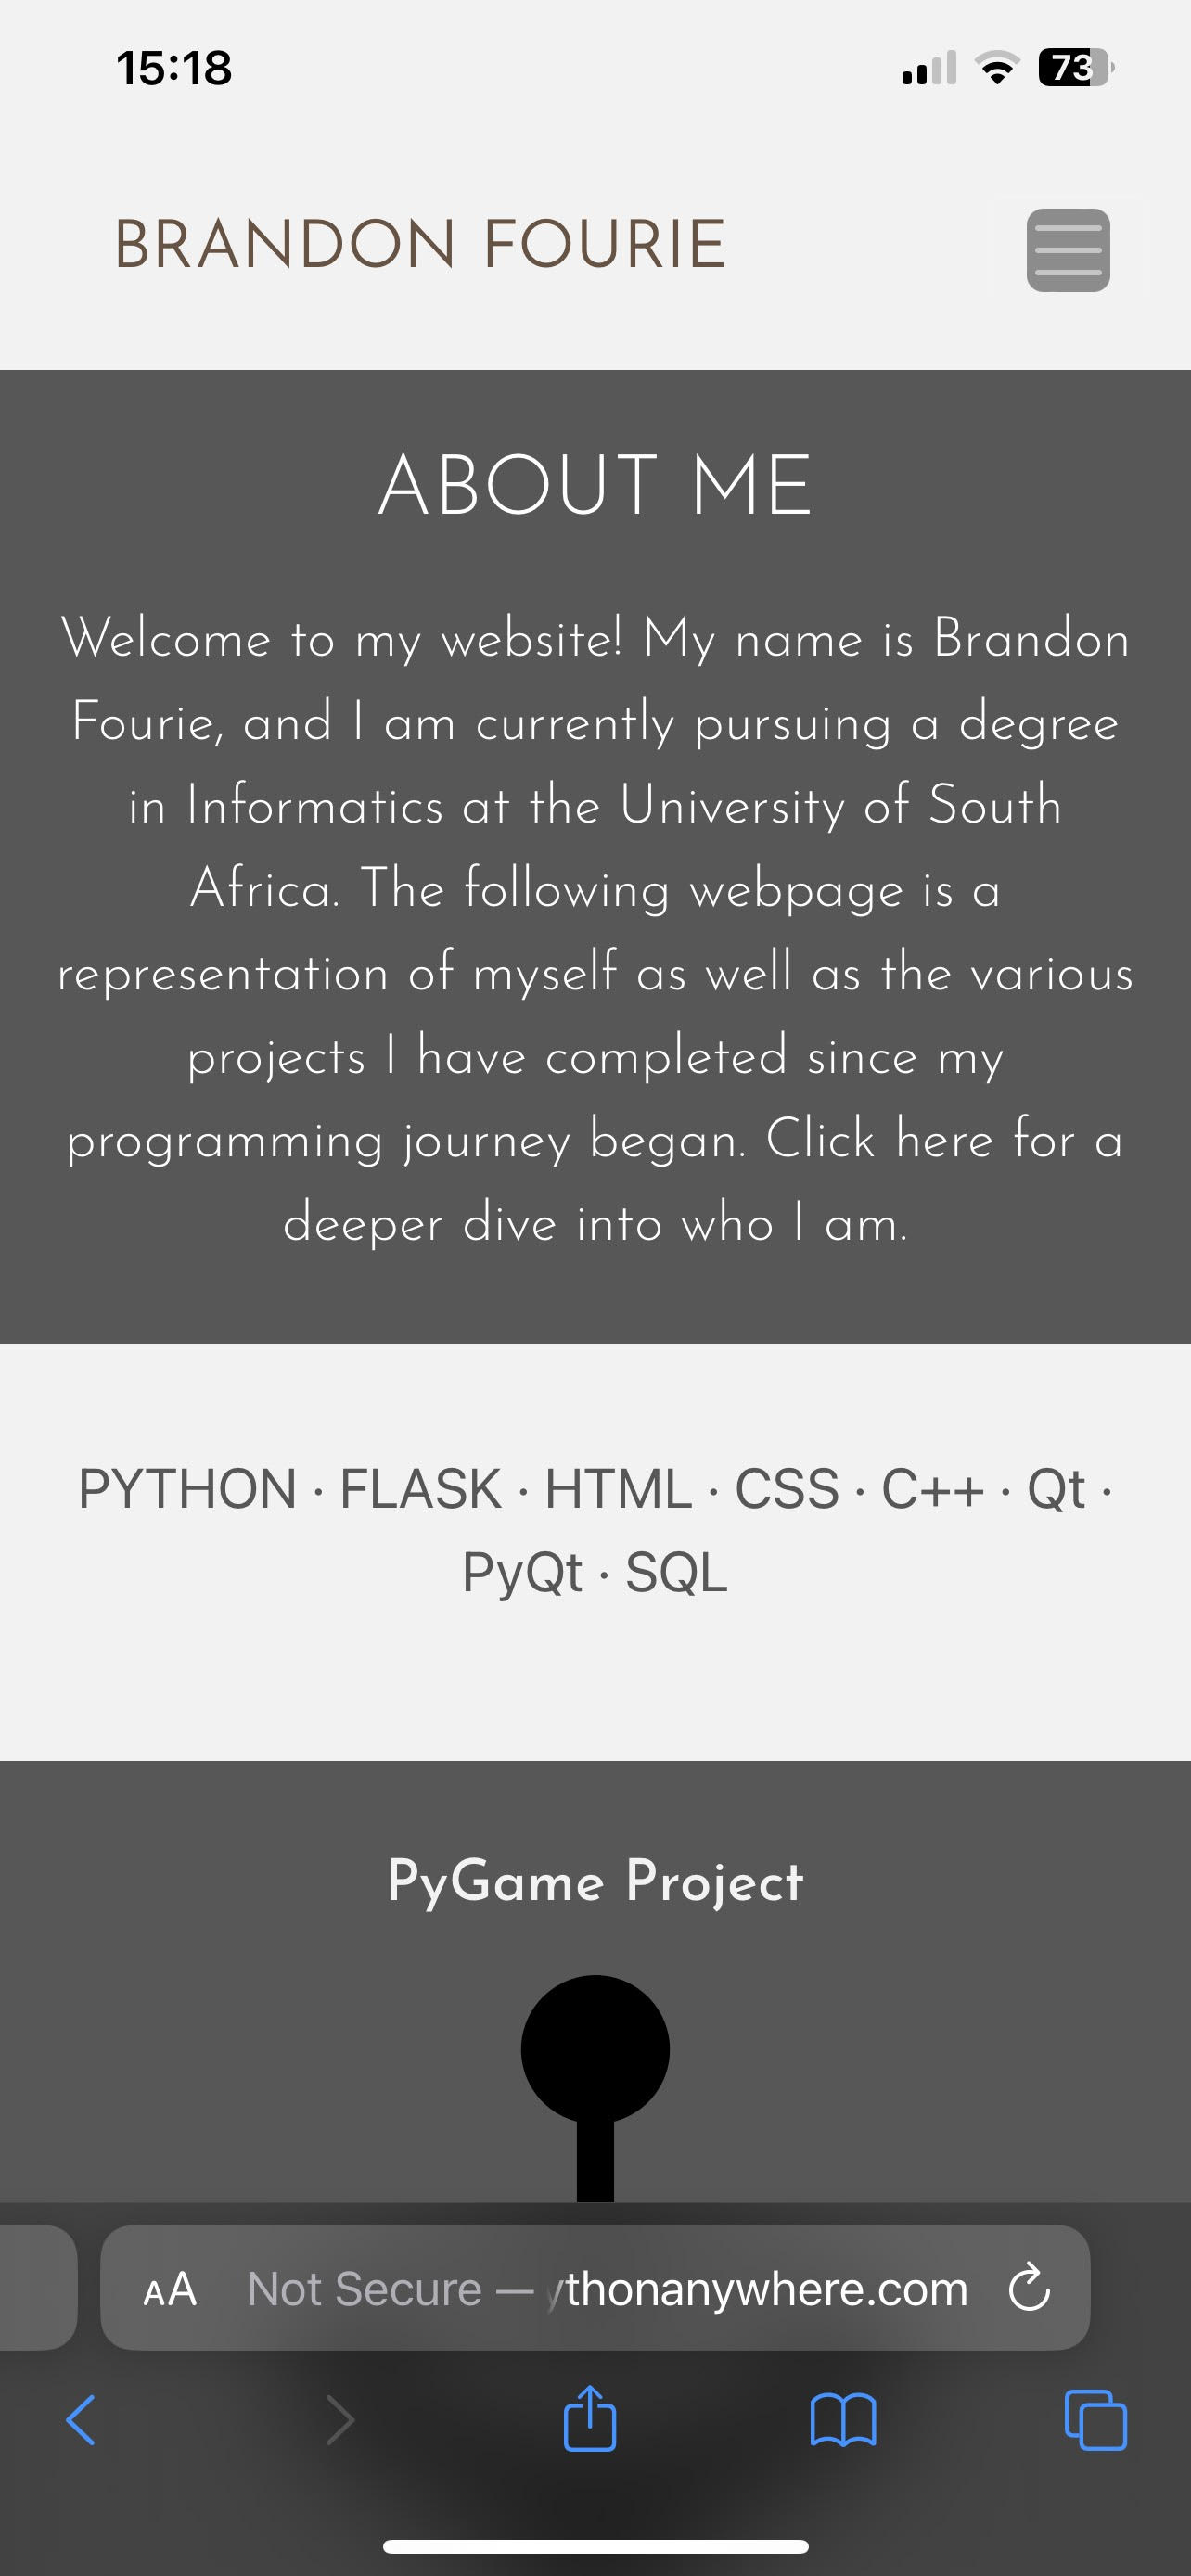 15:18
73
BRANDON FOURIE
ABOUT ME
Welcome to my website! My name is Brandon
Fourie, and I am currently pursuing a degree
in Informatics at the University of South
Africa. The following webpage is a
representation of myself as well as the various
projects I have completed since my
programming journey began. Click here for a
deeper dive into who I am.
PYTHON · FLASK · HTML · CSS · C++ · Qt ·
PyQt · SQL
PyGame Project
AA Not Secure — ythonanywhere.com